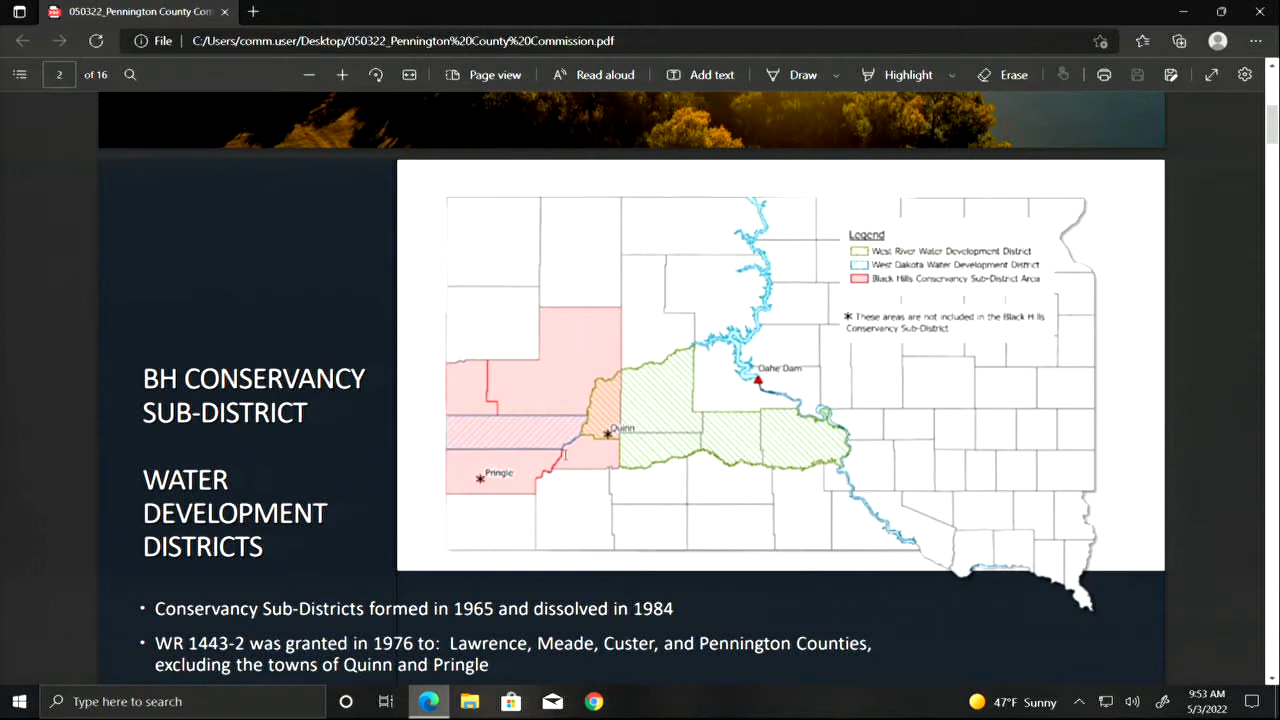 050322_Pennington County Com
File
C:/Users/comm.user/Desktop/050322_Pennington%20County%20Commission.pdf
2 of 16
Page view
Read aloud
Add text
Draw
Highlight
Erase
Legend
West River Water Development District
West Dakota Water Development District
Black Hills Conservancy Sub-District Area
* These areas are not included in the Black Hills
Conservancy Sub-District
Oahe Dam
Quinn
Pringle
BH CONSERVANCY
SUB-DISTRICT
WATER
DEVELOPMENT
DISTRICTS
• Conservancy Sub-Districts formed in 1965 and dissolved in 1984
• WR 1443-2 was granted in 1976 to: Lawrence, Meade, Custer, and Pennington Counties,
excluding the towns of Quinn and Pringle
Type here to search
47°F Sunny
9:53 AM
5/3/2022